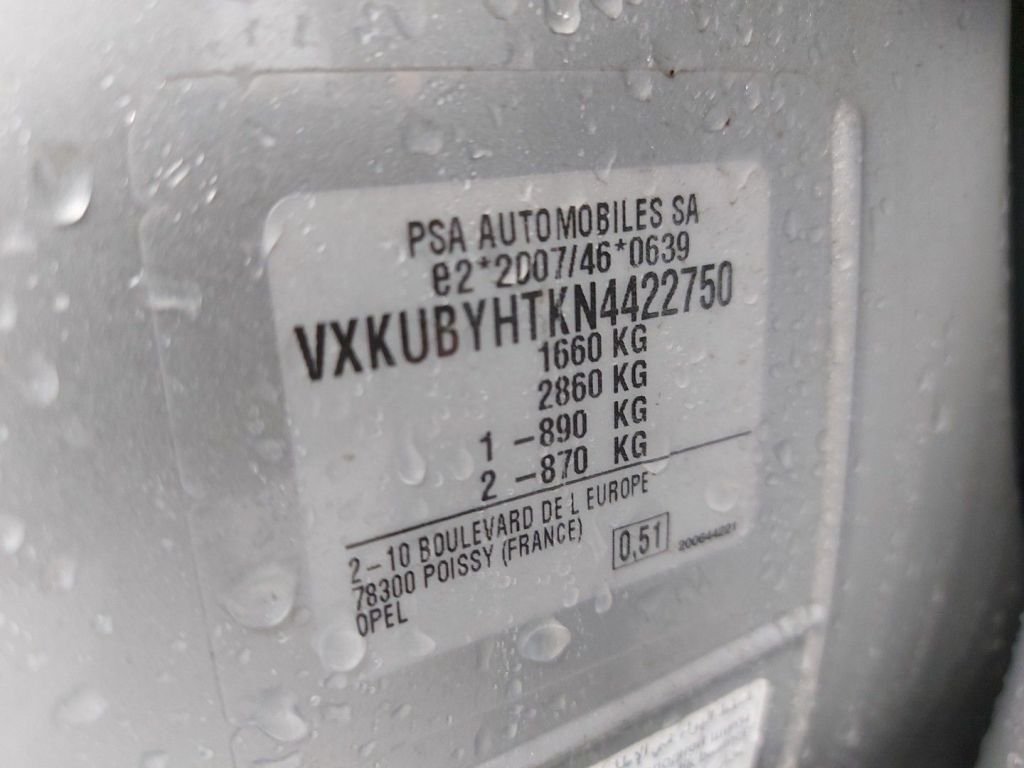 PSA AUTOMOBILES SA
e2*2007/46*0639
VXKUBYHTKN4422750
1660 KG
2860 KG
1 -890 KG
2 -870 KG
2-10 BOULEVARD DE L EUROPE
78300 POISSY (FRANCE)
0,51
OPEL